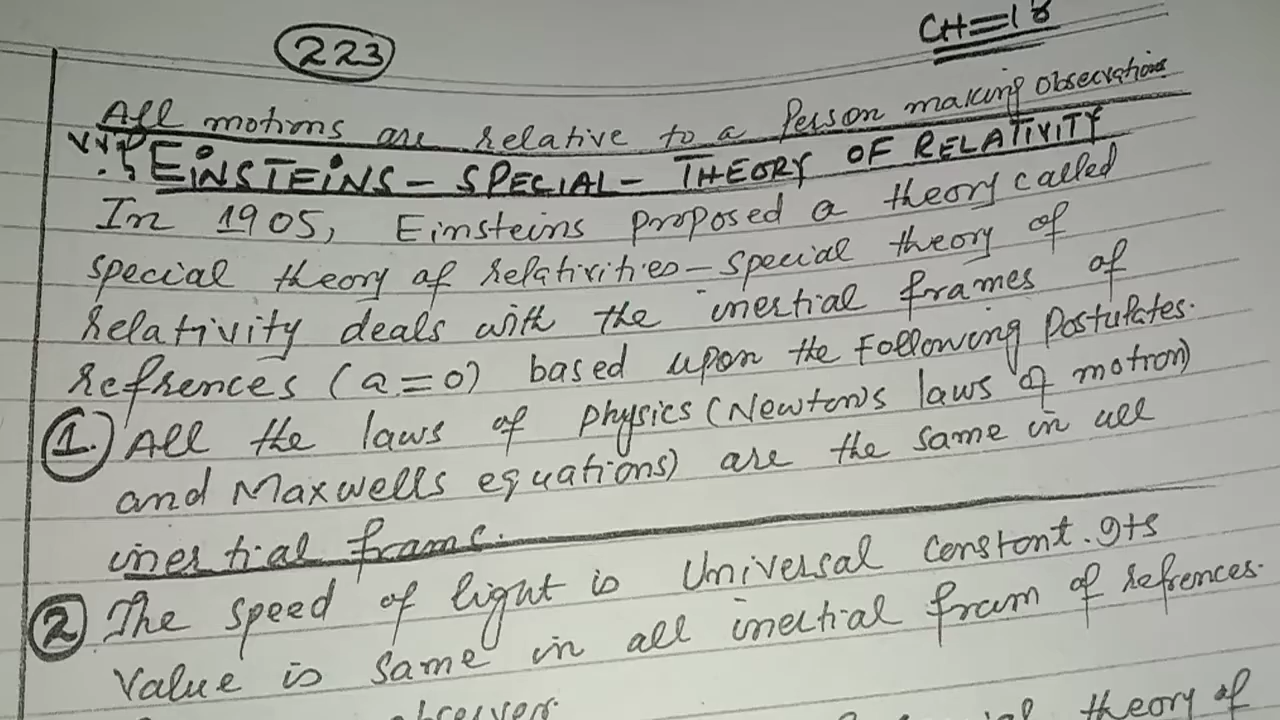 223
CH=18
All motions are relative to a Person making observations
EINSTEINS - SPECIAL - THEORY OF RELATIVITY
In 1905, Einsteins proposed a theory called
special theory of relativities - special theory of
relativity deals with the inertial frames of
refrences (a=0) based upon the Following Postulates.
1. All the laws of physics (Newton's laws of motion)
and Maxwells equations) are the same in all
inertial frame.
2 The speed of light is Universal constant. Its
Value is same in all inertial fram of refrences.
observer.
theory of